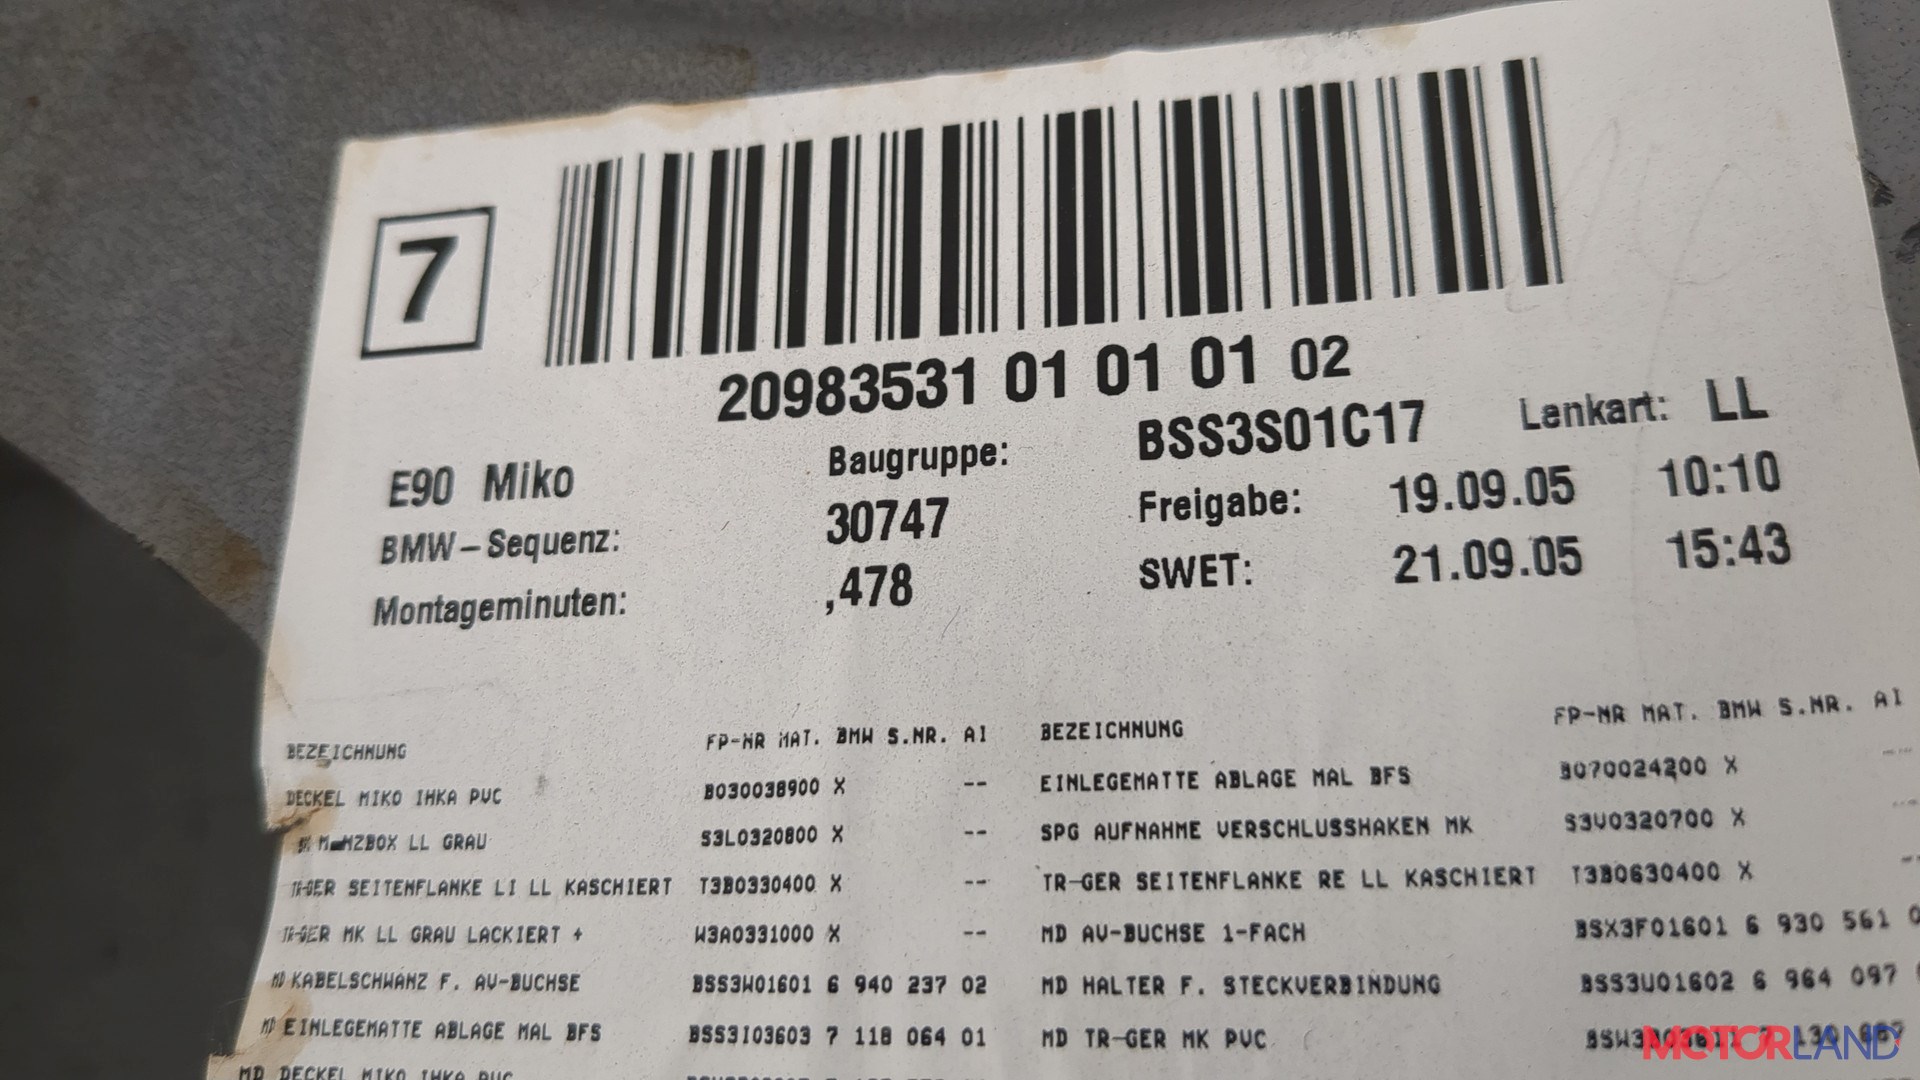 7
20983531 01 01 01 02
E90 Miko Baugruppe: BSS3S01C17 Lenkart: LL
BMW-Sequenz: 30747 Freigabe: 19.09.05 10:10
Montageminuten: ,478 SWET: 21.09.05 15:43
BEZEICHNUNG FP-NR MAT. BMW S.NR. AI BEZEICHNUNG FP-NR MAT. BMW S.NR. AI
DECKEL MIKO IHKA PVC B030038900 X -- EINLEGEMATTE ABLAGE MAL BFS B070024200 X
LL GRAU S3L0320800 X -- SPG AUFNAHME VERSCHLUSSHAKEN MK S3V0320700 X
TR-GER SEITENFLANKE LI LL KASCHIERT T3B0330400 X -- TR-GER SEITENFLANKE RE LL KASCHIERT T3B0630400 X
TR-GER MK LL GRAU LACKIERT + W3A0331000 X -- MD AV-BUCHSE 1-FACH BSX3F01601 6 930 561
MD KABELSCHWANZ F. AV-BUCHSE BSS3W01601 6 940 237 02 MD HALTER F. STECKVERBINDUNG BSS3U01602 6 964 097
MD EINLEGEMATTE ABLAGE MAL BFS BSS3I03603 7 118 064 01 MD TR-GER MK PVC
MD DECKEL MIKO IHKA PVC
MOTORLAND